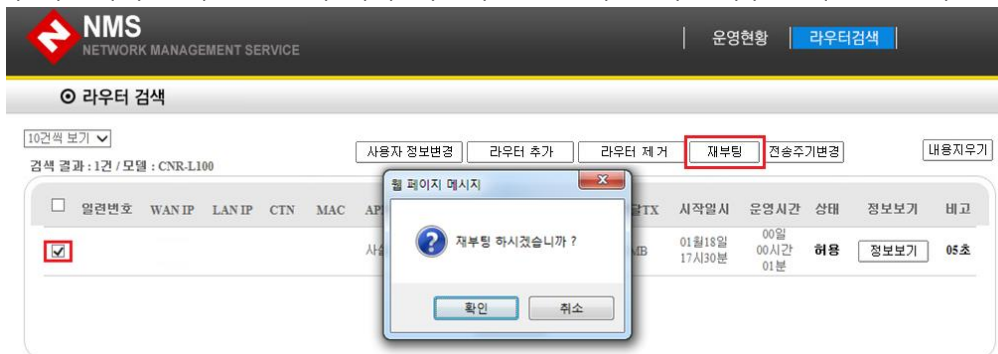 NMS
NETWORK MANAGEMENT SERVICE
운영현황
라우터검색
라우터 검색
10건씩 보기
사용자 정보변경 라우터 추가 라우터 제거 재부팅 전송주기변경 내용지우기
검색 결과 : 1건 / 모델 : CNR-L100
웹 페이지 메시지
일련번호 WAN IP LAN IP CTN MAC TX 시작일시 운영시간 상태 정보보기 비고
재부팅 하시겠습니까 ?
01월18일
17시30분
00일
00시간
01분
허용 정보보기 05초
확인 취소